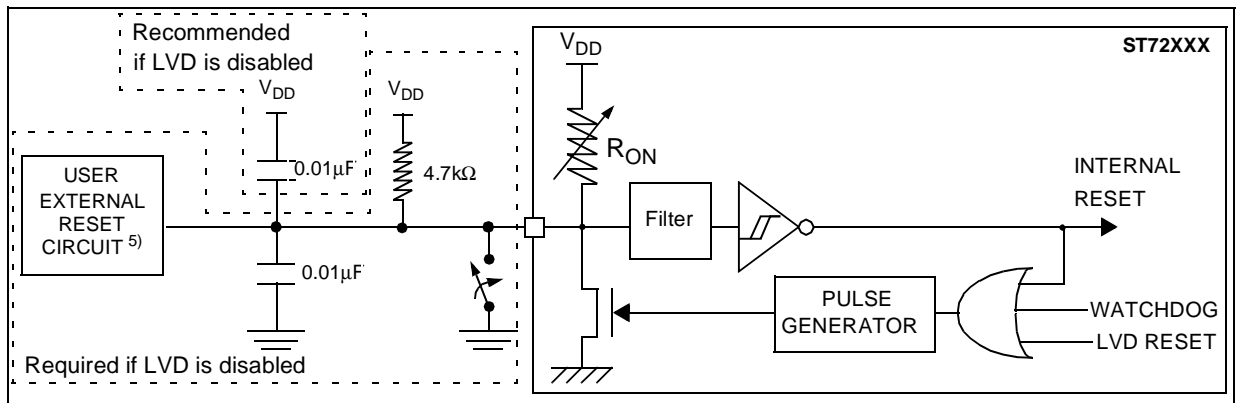 Recommended
if LVD is disabled
VDD
0.01μF
VDD
4.7kΩ
USER
EXTERNAL
RESET
CIRCUIT 5)
0.01μF
Required if LVD is disabled
ST72XXX
VDD
RON
Filter
INTERNAL
RESET
PULSE
GENERATOR
WATCHDOG
LVD RESET